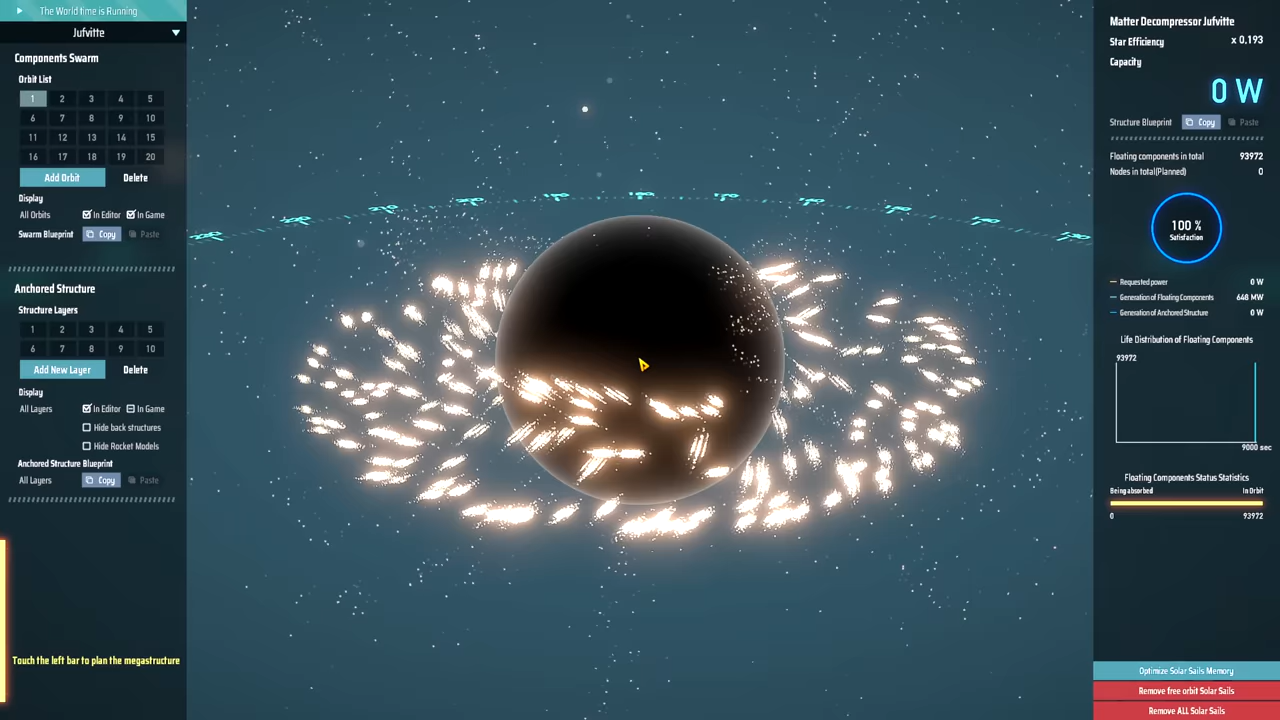 The World time is Running
Jufvitte
Components Swarm
Orbit List
1 2 3 4 5
6 7 8 9 10
11 12 13 14 15
16 17 18 19 20
Add Orbit Delete
Display
All Orbits In Editor In Game
Swarm Blueprint Copy Paste
Anchored Structure
Structure Layers
1 2 3 4 5
6 7 8 9 10
Add New Layer Delete
Display
All Layers In Editor In Game
Hide back structures
Hide Rocket Models
Anchored Structure Blueprint
All Layers Copy Paste
Touch the left bar to plan the megastructure
Matter Decompressor Jufvitte
Star Efficiency x 0.193
Capacity
0 W
Structure Blueprint Copy Paste
Floating components in total 93972
Nodes in total(Planned) 0
100 %
Satisfaction
Requested power 0 W
Generation of Floating Components 648 MW
Generation of Anchored Structure 0 W
Life Distribution of Floating Components
93972
9000 sec
Floating Components Status Statistics
Being absorbed In Orbit
0 93972
Optimize Solar Sails Memory
Remove free orbit Solar Sails
Remove ALL Solar Sails